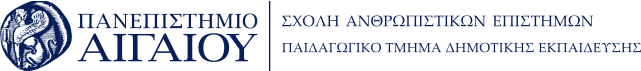 ΠΑΝΕΠΙΣΤΗΜΙΟ
ΑΙΓΑΙΟΥ
ΣΧΟΛΗ ΑΝΘΡΩΠΙΣΤΙΚΩΝ ΕΠΙΣΤΗΜΩΝ
ΠΑΙΔΑΓΩΓΙΚΟ ΤΜΗΜΑ ΔΗΜΟΤΙΚΗΣ ΕΚΠΑΙΔΕΥΣΗΣ